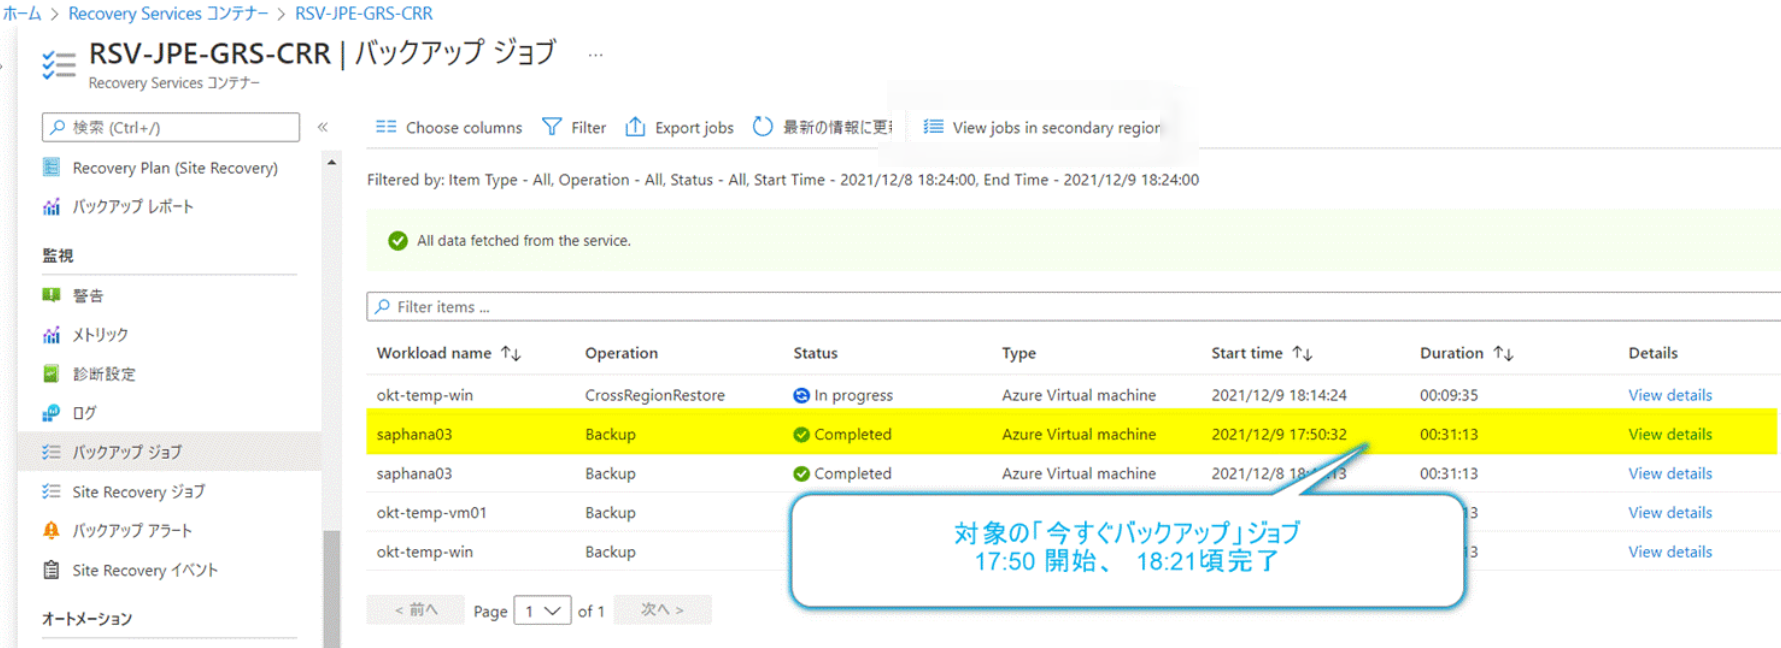 ホーム > Recovery Services コンテナー > RSV-JPE-GRS-CRR
RSV-JPE-GRS-CRR | バックアップ ジョブ ...
Recovery Services コンテナー
検索 (Ctrl+/) «
Choose columns Filter Export jobs 最新の情報に更 View jobs in secondary region
Recovery Plan (Site Recovery)
バックアップ レポート
監視
警告
メトリック
診断設定
ログ
バックアップ ジョブ
Site Recovery ジョブ
バックアップ アラート
Site Recovery イベント
オートメーション
Filtered by: Item Type - All, Operation - All, Status - All, Start Time - 2021/12/8 18:24:00, End Time - 2021/12/9 18:24:00
All data fetched from the service.
Filter items ...
Workload name ↑↓ Operation Status Type Start time ↑↓ Duration ↑↓ Details
okt-temp-win CrossRegionRestore In progress Azure Virtual machine 2021/12/9 18:14:24 00:09:35 View details
saphana03 Backup Completed Azure Virtual machine 2021/12/9 17:50:32 00:31:13 View details
saphana03 Backup Completed Azure Virtual machine 2021/12/8 18: 13 00:31:13 View details
okt-temp-vm01 Backup 13 View details
okt-temp-win Backup 13 View details
対象の「今すぐバックアップ」ジョブ
17:50 開始、 18:21頃完了
< 前へ Page 1 of 1 次へ >